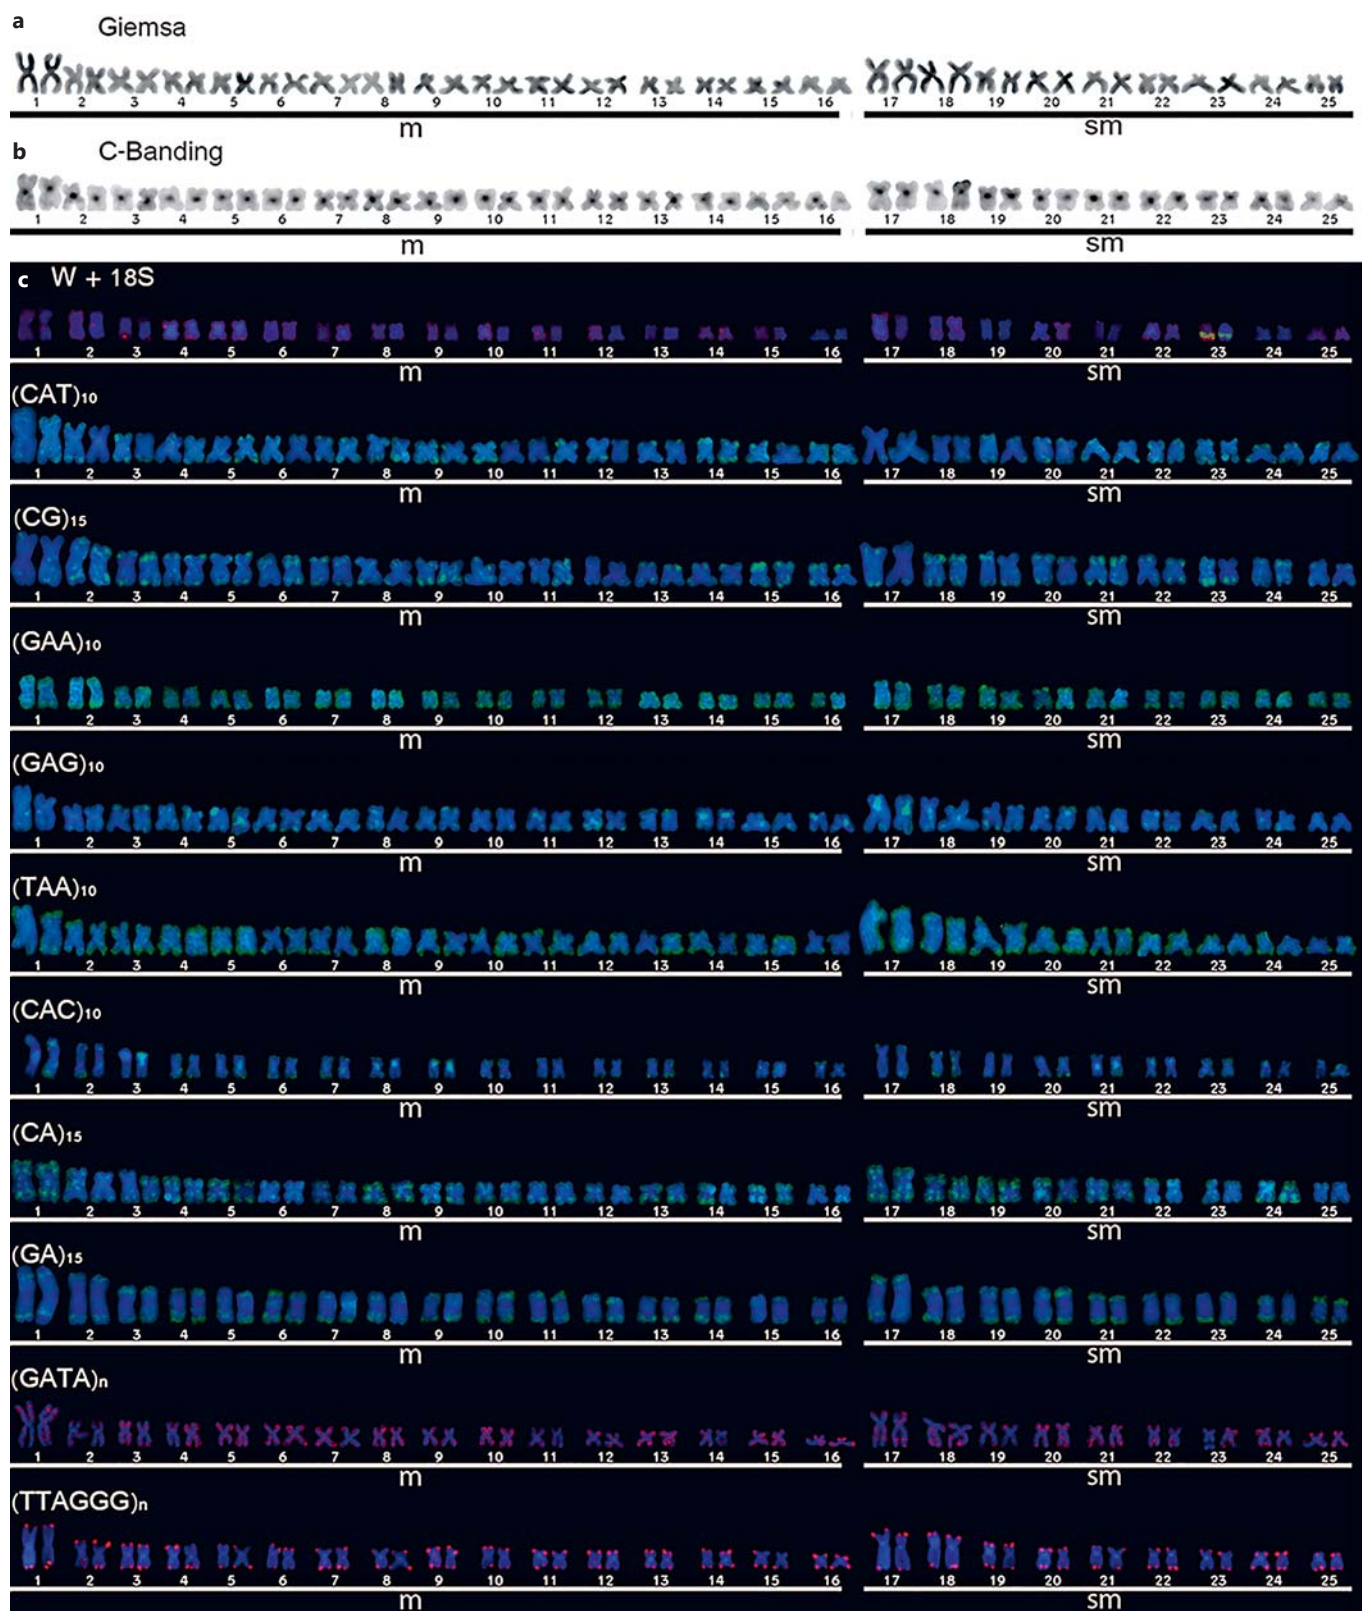 a
Giemsa
1 2 3 4 5 6 7 8 9 10 11 12 13 14 15 16 17 18 19 20 21 22 23 24 25
m sm
b
C-Banding
1 2 3 4 5 6 7 8 9 10 11 12 13 14 15 16 17 18 19 20 21 22 23 24 25
m sm
c W + 18S
1 2 3 4 5 6 7 8 9 10 11 12 13 14 15 16 17 18 19 20 21 22 23 24 25
m sm
(CAT)10
1 2 3 4 5 6 7 8 9 10 11 12 13 14 15 16 17 18 19 20 21 22 23 24 25
m sm
(CG)15
1 2 3 4 5 6 7 8 9 10 11 12 13 14 15 16 17 18 19 20 21 22 23 24 25
m sm
(GAA)10
1 2 3 4 5 6 7 8 9 10 11 12 13 14 15 16 17 18 19 20 21 22 23 24 25
m sm
(GAG)10
1 2 3 4 5 6 7 8 9 10 11 12 13 14 15 16 17 18 19 20 21 22 23 24 25
m sm
(TAA)10
1 2 3 4 5 6 7 8 9 10 11 12 13 14 15 16 17 18 19 20 21 22 23 24 25
m sm
(CAC)10
1 2 3 4 5 6 7 8 9 10 11 12 13 14 15 16 17 18 19 20 21 22 23 24 25
m sm
(CA)15
1 2 3 4 5 6 7 8 9 10 11 12 13 14 15 16 17 18 19 20 21 22 23 24 25
m sm
(GA)15
1 2 3 4 5 6 7 8 9 10 11 12 13 14 15 16 17 18 19 20 21 22 23 24 25
m sm
(GATA)n
1 2 3 4 5 6 7 8 9 10 11 12 13 14 15 16 17 18 19 20 21 22 23 24 25
m sm
(TTAGGG)n
1 2 3 4 5 6 7 8 9 10 11 12 13 14 15 16 17 18 19 20 21 22 23 24 25
m sm